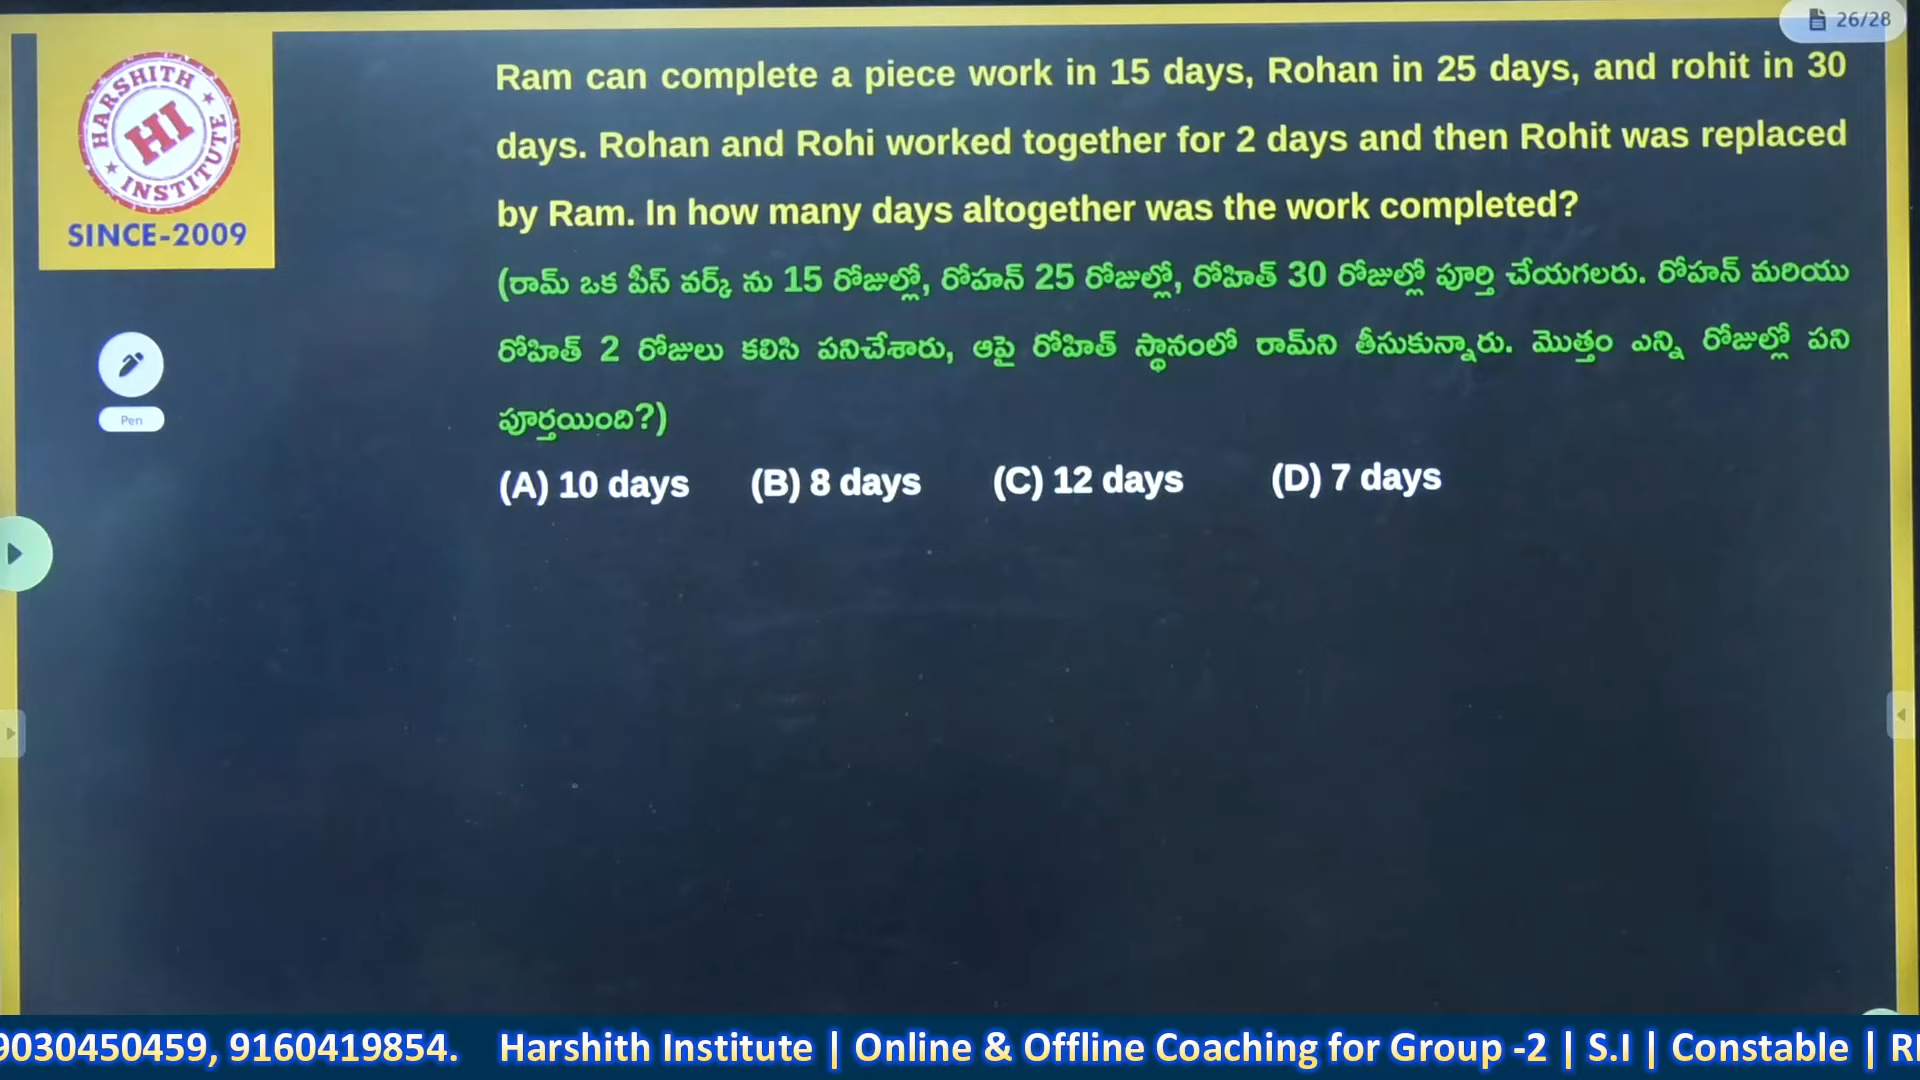 26/28
HARSHITH
HI
INSTITUTE
SINCE-2009
Ram can complete a piece work in 15 days, Rohan in 25 days, and rohit in 30
days. Rohan and Rohi worked together for 2 days and then Rohit was replaced
by Ram. In how many days altogether was the work completed?
(రామ్ ఒక పీస్ వర్క్ ను 15 రోజుల్లో, రోహన్ 25 రోజుల్లో, రోహిత్ 30 రోజుల్లో పూర్తి చేయగలరు. రోహన్ మరియు
రోహిత్ 2 రోజులు కలిసి పనిచేశారు, ఆపై రోహిత్ స్థానంలో రామ్‌ని తీసుకున్నారు. మొత్తం ఎన్ని రోజుల్లో పని
పూర్తయింది?)
(A) 10 days (B) 8 days (C) 12 days (D) 7 days
Pen
9030450459, 9160419854. Harshith Institute | Online & Offline Coaching for Group -2 | S.I | Constable |